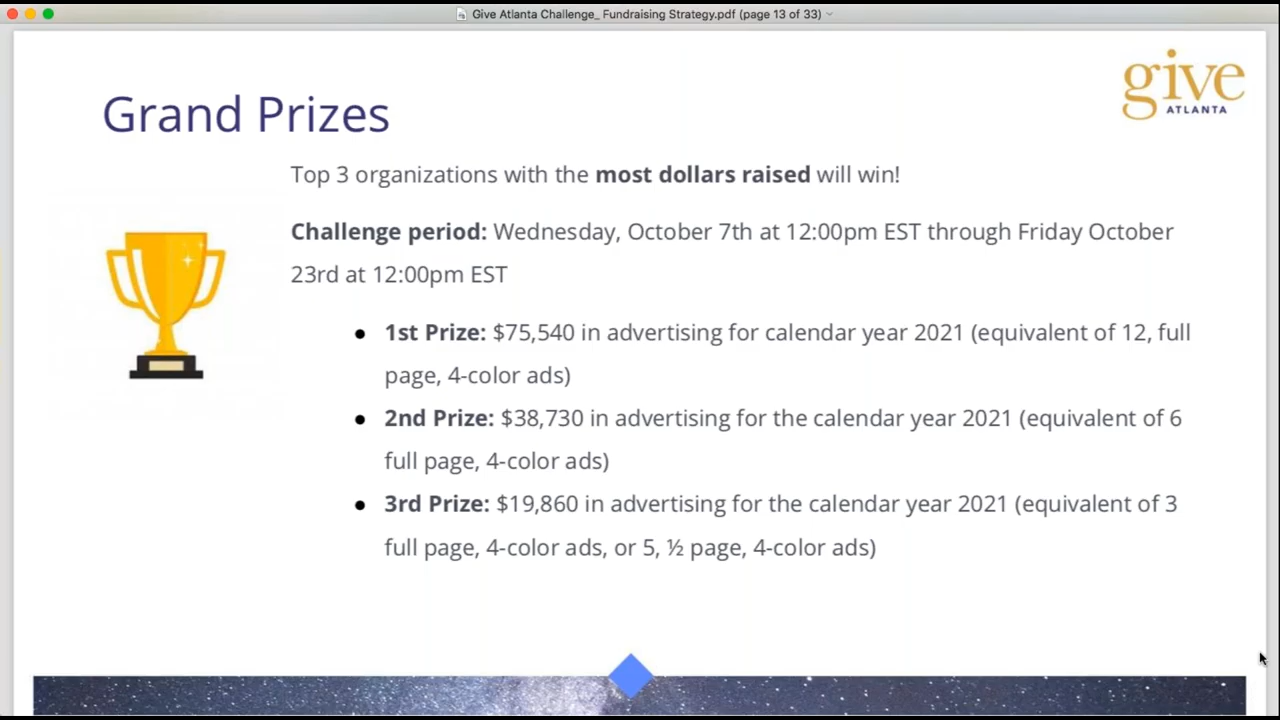 Give Atlanta Challenge_ Fundraising Strategy.pdf (page 13 of 33)
give
ATLANTA
Grand Prizes
Top 3 organizations with the most dollars raised will win!
Challenge period: Wednesday, October 7th at 12:00pm EST through Friday October
23rd at 12:00pm EST
● 1st Prize: $75,540 in advertising for calendar year 2021 (equivalent of 12, full
page, 4-color ads)
● 2nd Prize: $38,730 in advertising for the calendar year 2021 (equivalent of 6
full page, 4-color ads)
● 3rd Prize: $19,860 in advertising for the calendar year 2021 (equivalent of 3
full page, 4-color ads, or 5, ½ page, 4-color ads)